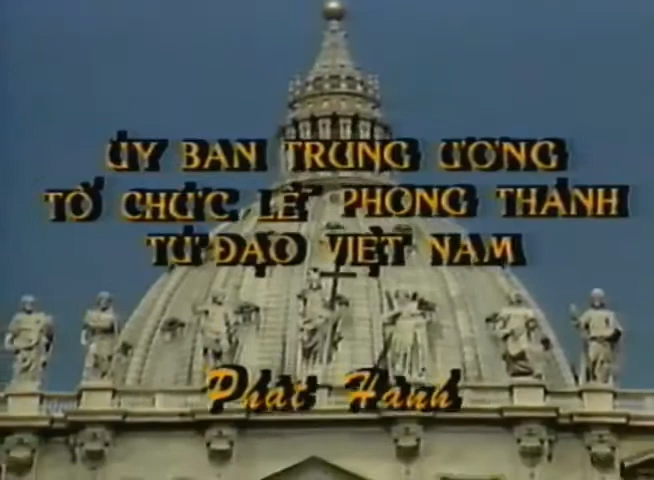 ỦY BAN TRUNG ƯƠNG
TỔ CHỨC LỄ PHONG THÁNH
TỬ ĐẠO VIỆT NAM
Phát Hành